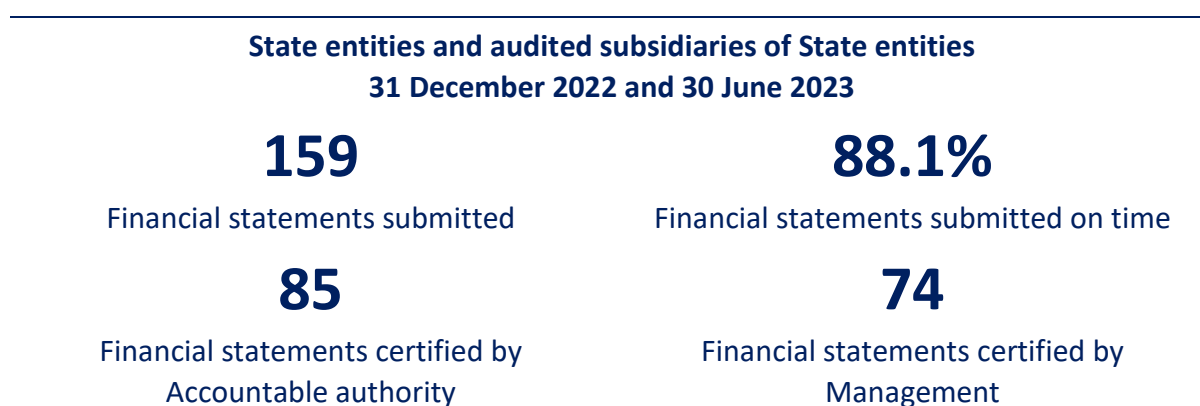 State entities and audited subsidiaries of State entities
31 December 2022 and 30 June 2023
159
Financial statements submitted
88.1%
Financial statements submitted on time
85
Financial statements certified by
Accountable authority
74
Financial statements certified by
Management